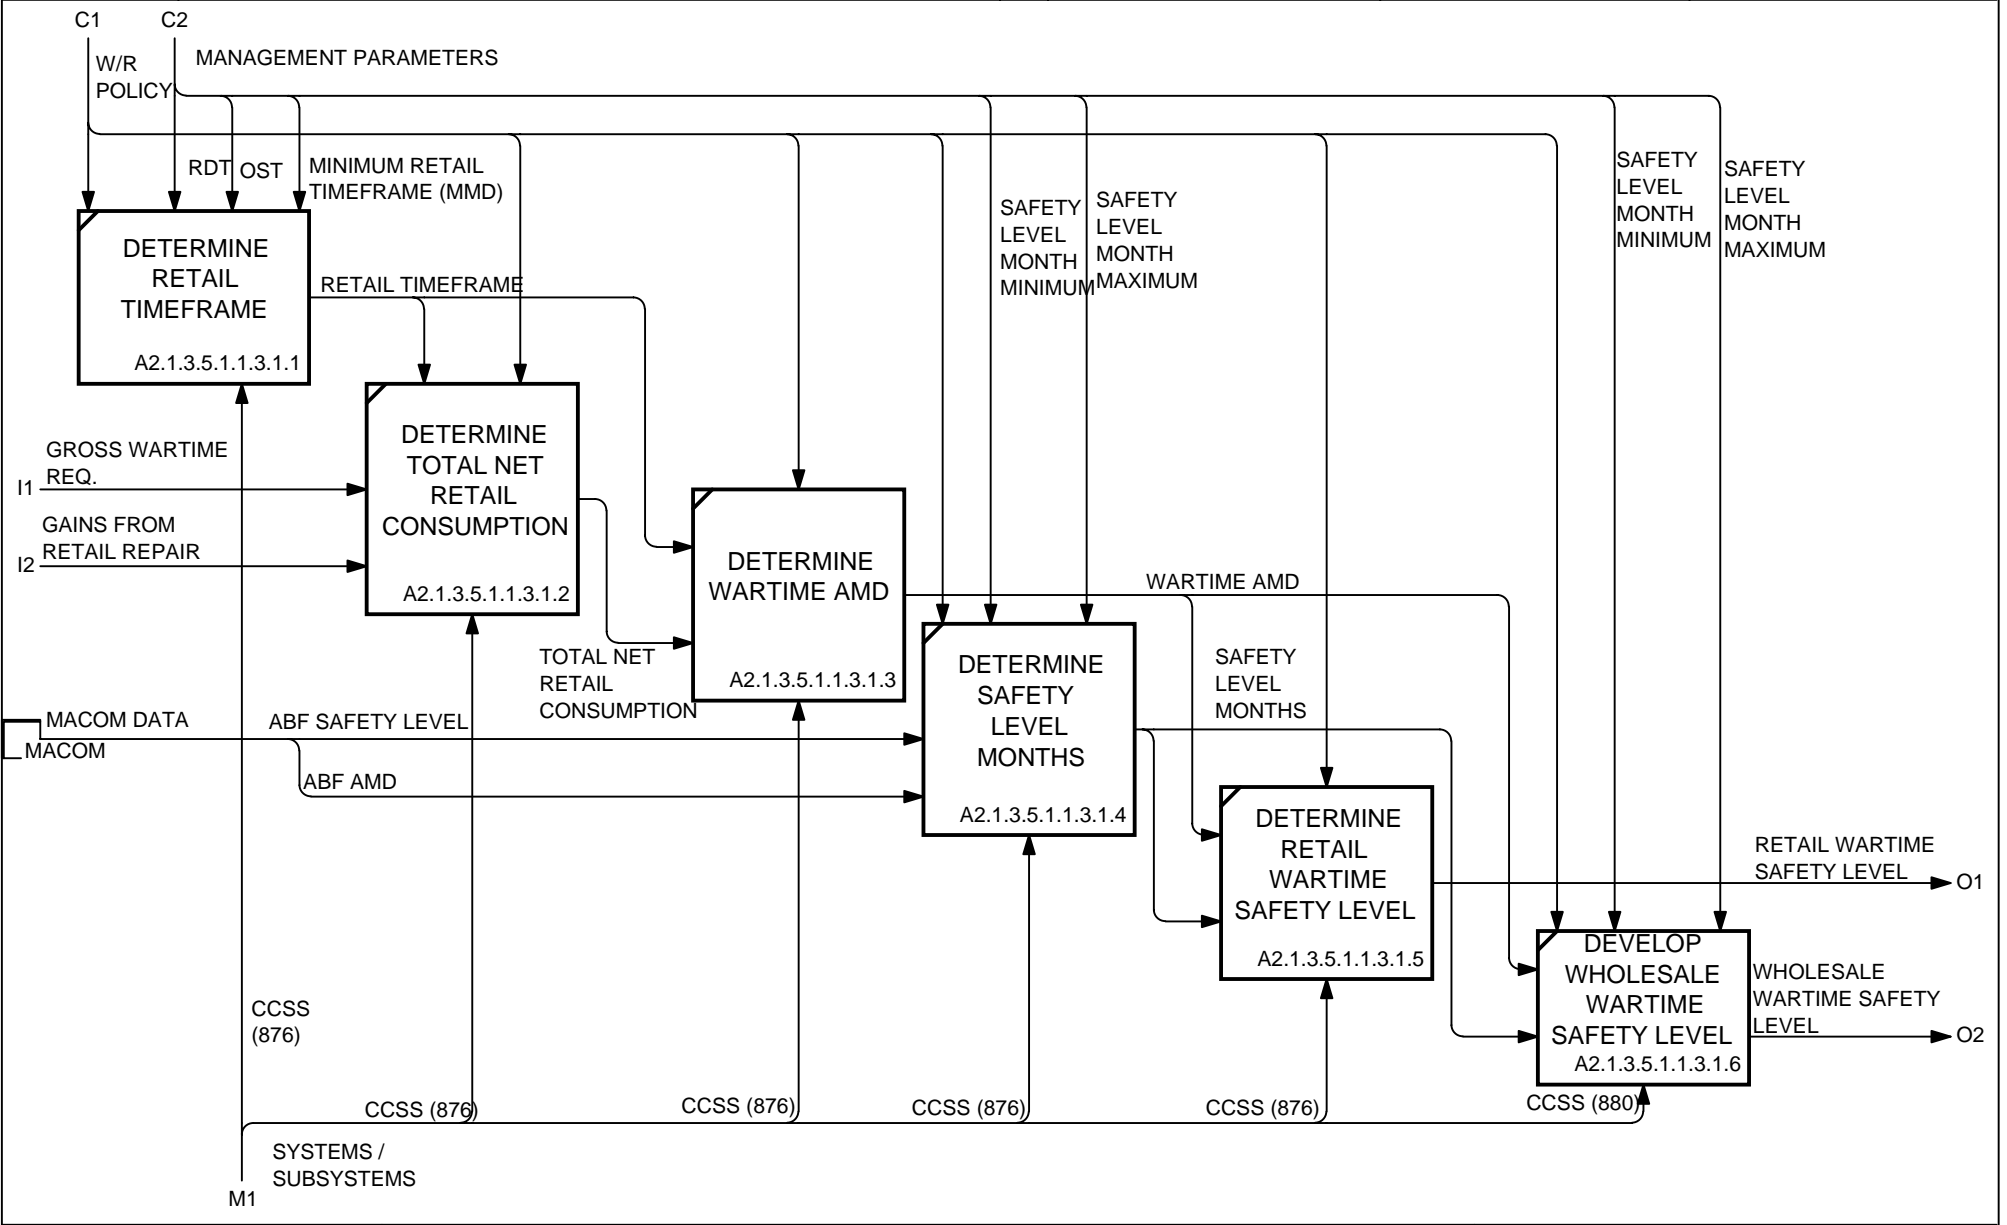 C1
C2
W/R
POLICY
MANAGEMENT PARAMETERS
RDT
OST
MINIMUM RETAIL
TIMEFRAME (MMD)
SAFETY
LEVEL
MONTH
MINIMUM
SAFETY
LEVEL
MONTH
MAXIMUM
SAFETY
LEVEL
MONTH
MINIMUM
SAFETY
LEVEL
MONTH
MAXIMUM
DETERMINE
RETAIL
TIMEFRAME
A2.1.3.5.1.1.3.1.1
RETAIL TIMEFRAME
GROSS WARTIME
REQ.
I1
GAINS FROM
RETAIL REPAIR
I2
DETERMINE
TOTAL NET
RETAIL
CONSUMPTION
A2.1.3.5.1.1.3.1.2
TOTAL NET
RETAIL
CONSUMPTION
DETERMINE
WARTIME AMD
A2.1.3.5.1.1.3.1.3
WARTIME AMD
MACOM DATA
MACOM
ABF SAFETY LEVEL
ABF AMD
DETERMINE
SAFETY
LEVEL
MONTHS
A2.1.3.5.1.1.3.1.4
SAFETY
LEVEL
MONTHS
DETERMINE
RETAIL
WARTIME
SAFETY LEVEL
A2.1.3.5.1.1.3.1.5
RETAIL WARTIME
SAFETY LEVEL
O1
DEVELOP
WHOLESALE
WARTIME
SAFETY LEVEL
A2.1.3.5.1.1.3.1.6
WHOLESALE
WARTIME SAFETY
LEVEL
O2
CCSS
(876)
CCSS (876)
CCSS (876)
CCSS (876)
CCSS (876)
CCSS (880)
SYSTEMS /
SUBSYSTEMS
M1